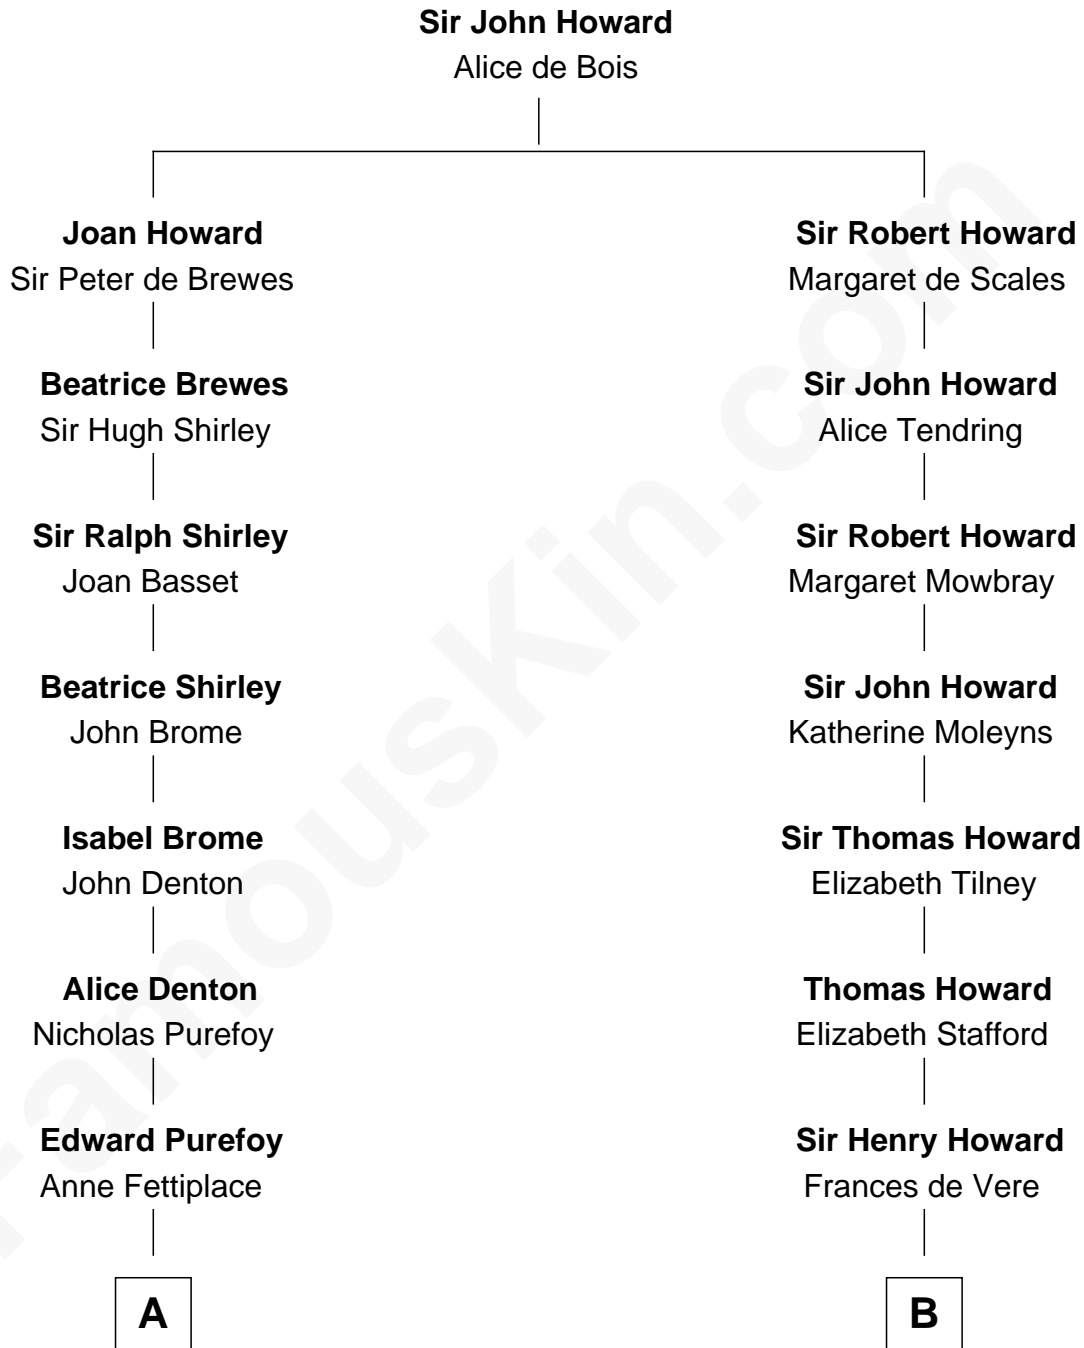 Sir John Howard
Alice de Bois
Joan Howard
Sir Peter de Brewes
Sir Robert Howard
Margaret de Scales
Beatrice Brewes
Sir Hugh Shirley
Sir John Howard
Alice Tendring
Sir Ralph Shirley
Joan Basset
Sir Robert Howard
Margaret Mowbray
Beatrice Shirley
John Brome
Sir John Howard
Katherine Moleyns
Isabel Brome
John Denton
Sir Thomas Howard
Elizabeth Tilney
Alice Denton
Nicholas Purefoy
Thomas Howard
Elizabeth Stafford
Edward Purefoy
Anne Fettiplace
Sir Henry Howard
Frances de Vere
A
B
FamousKin.com